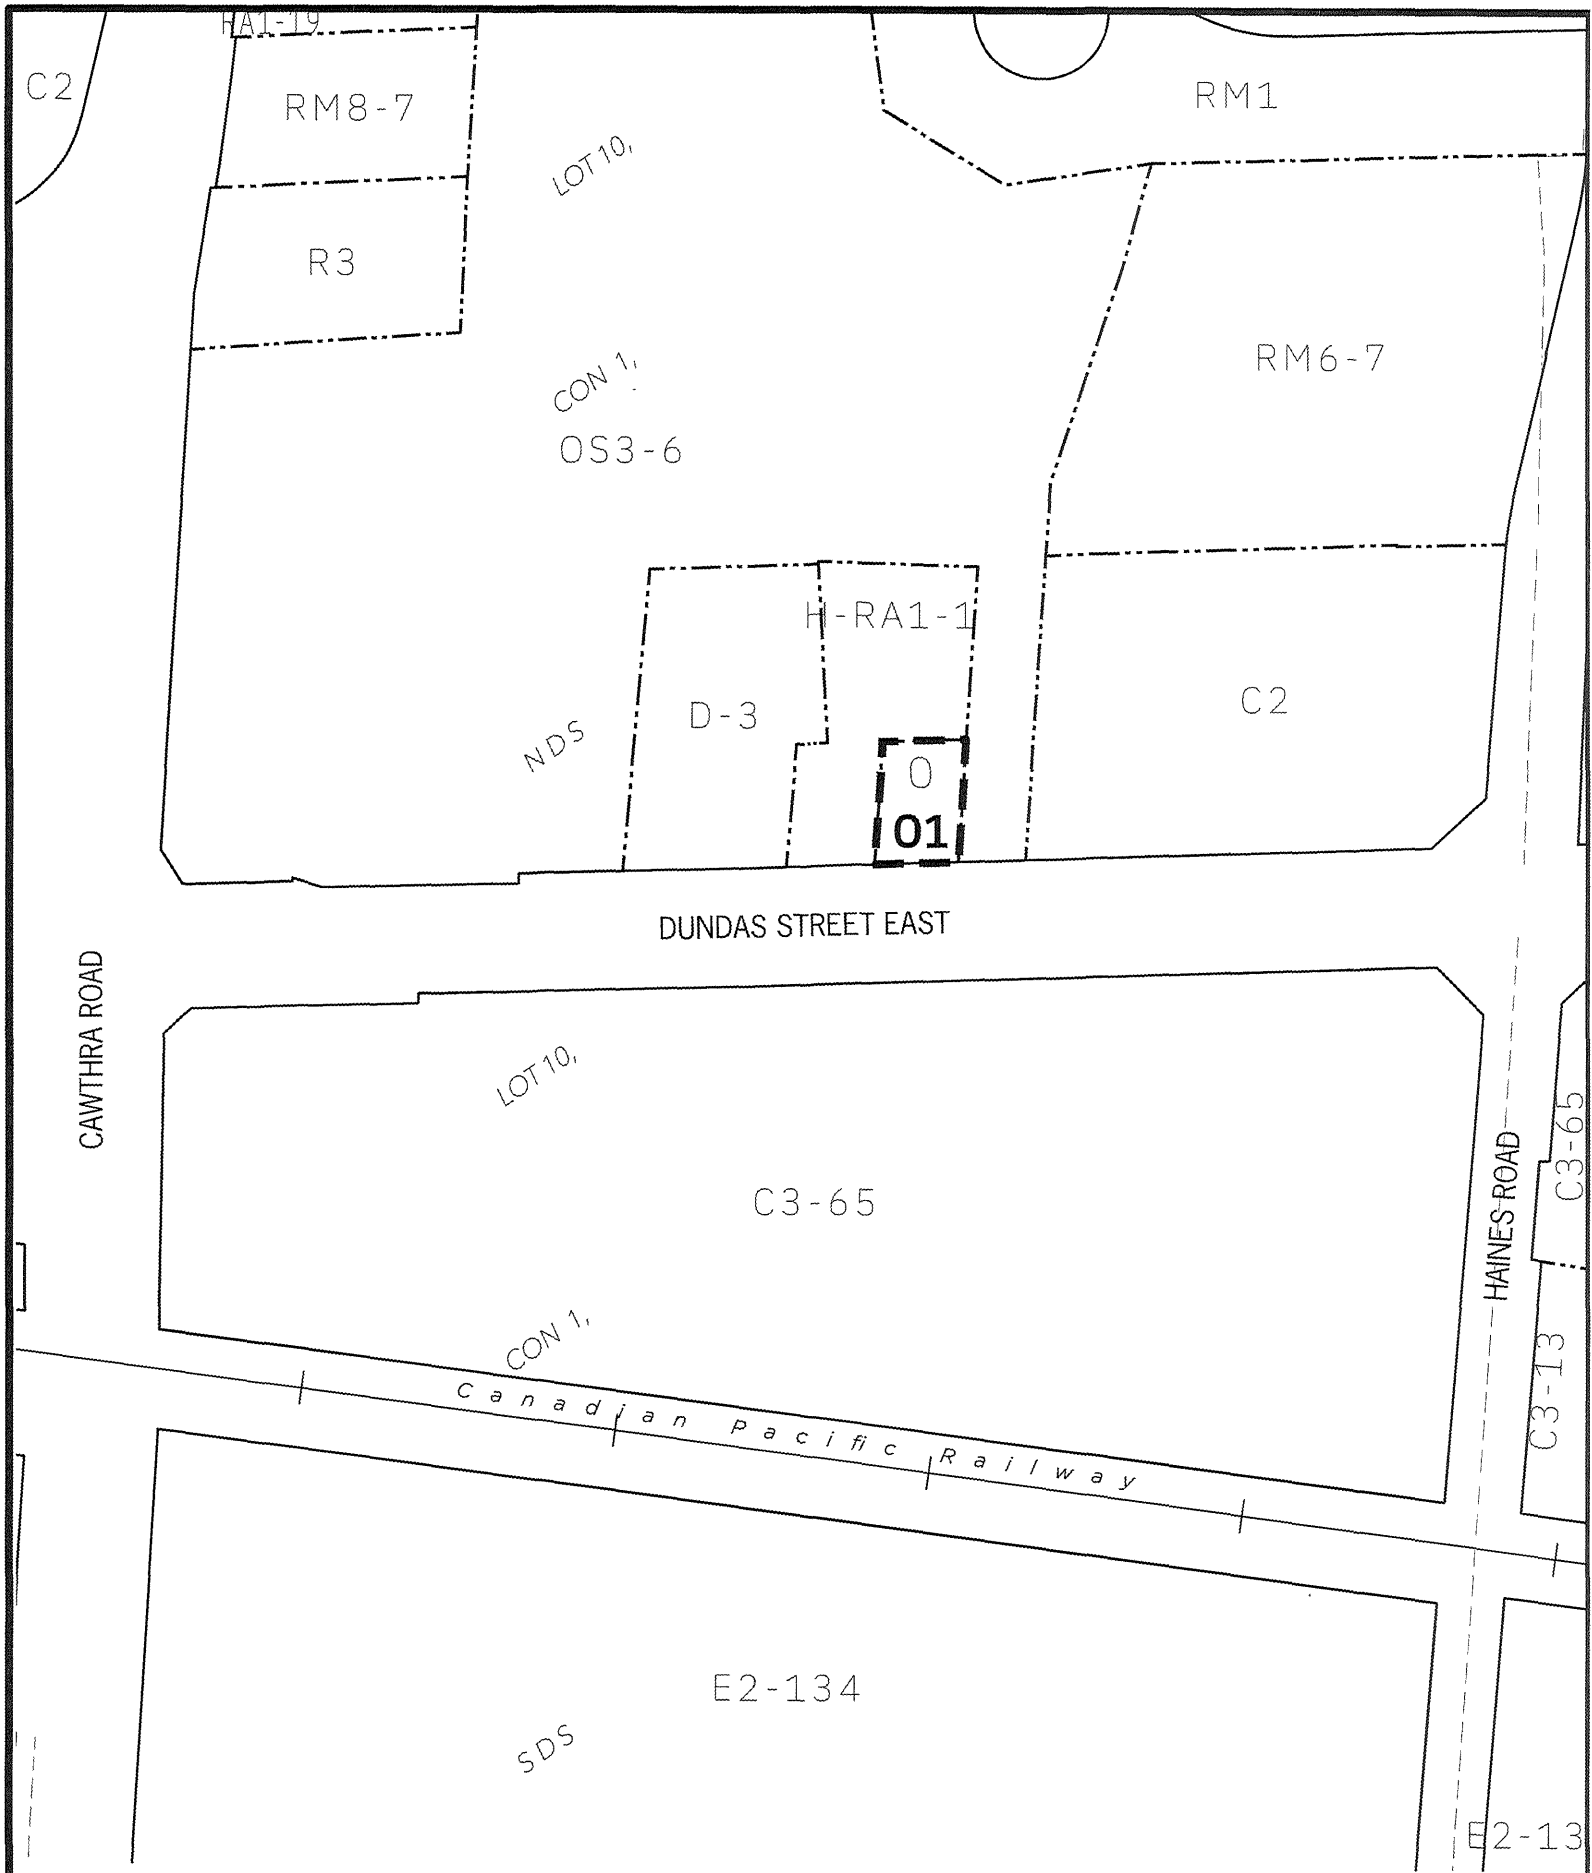 RA1-19
C2
RM8-7
RM1
LOT 10,
R3
CON 1,
RM6-7
OS3-6
H-RA1-1
C2
D-3
NDS
O
01
DUNDAS STREET EAST
CAWTHRA ROAD
LOT 10,
C3-65
HAINES ROAD
C3-65
CON 1,
Canadian Pacific Railway
C3-13
E2-134
SDS
E2-13